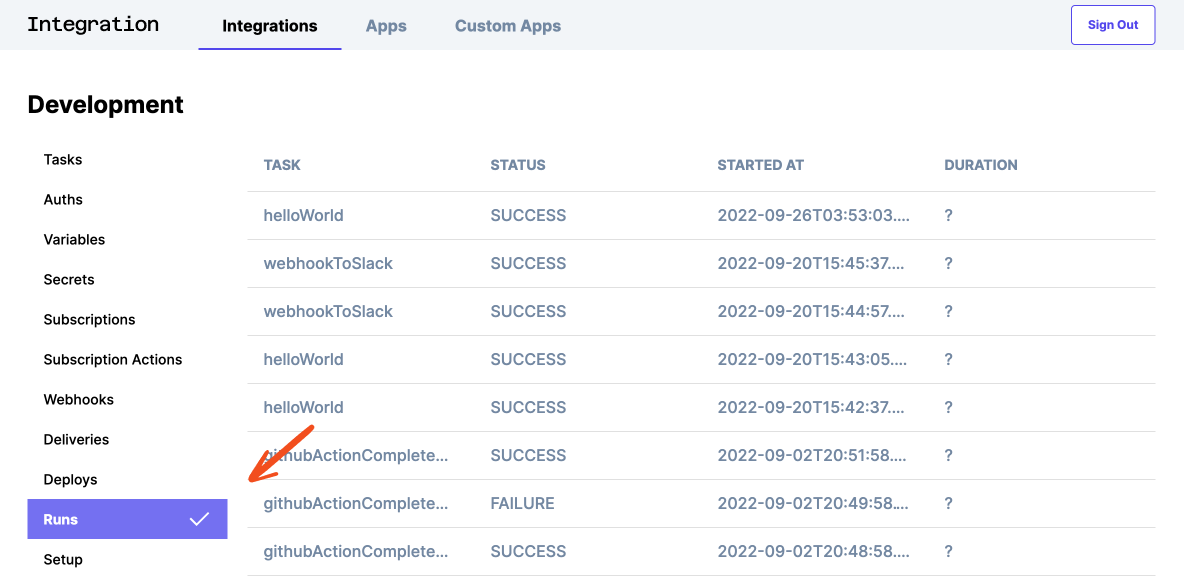 Integration Integrations Apps Custom Apps Sign Out
Development
Tasks
Auths
Variables
Secrets
Subscriptions
Subscription Actions
Webhooks
Deliveries
Deploys
Runs
Setup
TASK STATUS STARTED AT DURATION
helloWorld SUCCESS 2022-09-26T03:53:03.... ?
webhookToSlack SUCCESS 2022-09-20T15:45:37.... ?
webhookToSlack SUCCESS 2022-09-20T15:44:57.... ?
helloWorld SUCCESS 2022-09-20T15:43:05.... ?
helloWorld SUCCESS 2022-09-20T15:42:37.... ?
githubActionComplete... SUCCESS 2022-09-02T20:51:58.... ?
githubActionComplete... FAILURE 2022-09-02T20:49:58.... ?
githubActionComplete... SUCCESS 2022-09-02T20:48:58.... ?